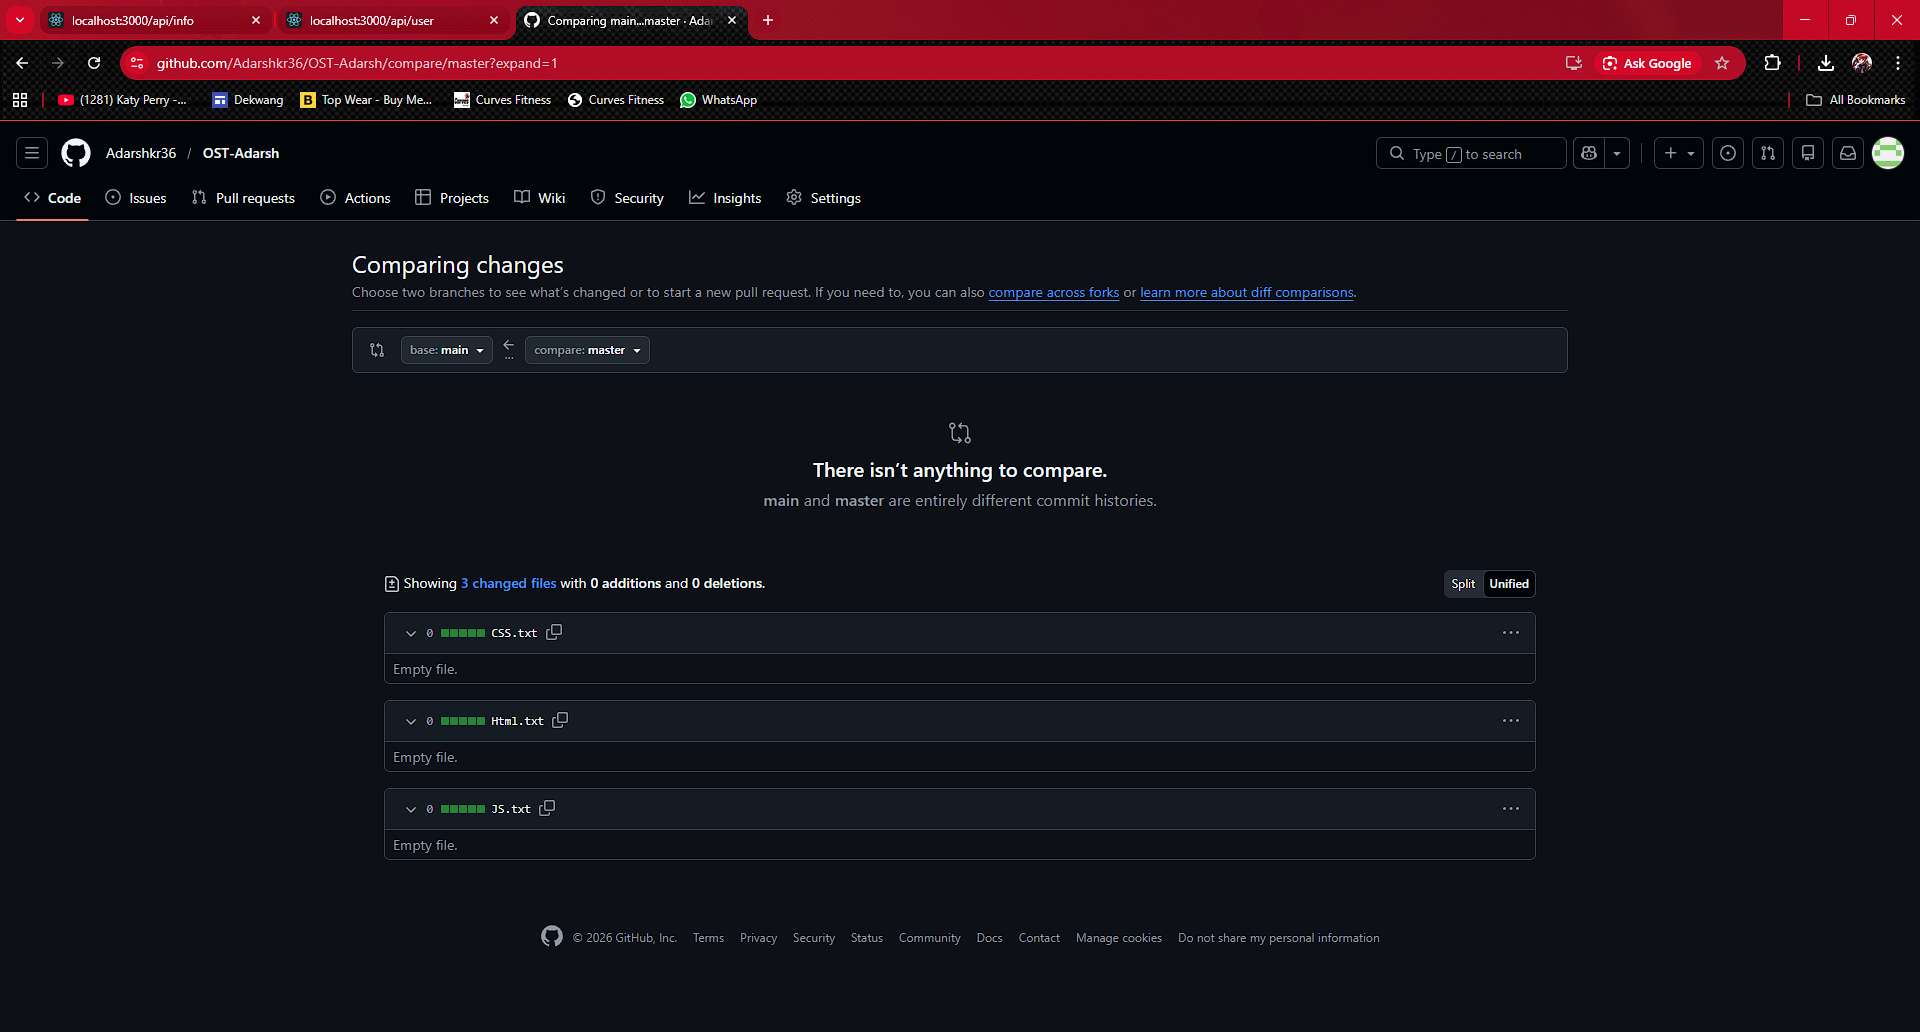 localhost:3000/api/info
localhost:3000/api/user
Comparing main...master · Ada
github.com/Adarshkr36/OST-Adarsh/compare/master?expand=1
Ask Google
(1281) Katy Perry -...
Dekwang
Top Wear - Buy Me...
Curves Fitness
Curves Fitness
WhatsApp
All Bookmarks
Adarshkr36 / OST-Adarsh
Type / to search
Code
Issues
Pull requests
Actions
Projects
Wiki
Security
Insights
Settings
Comparing changes
Choose two branches to see what's changed or to start a new pull request. If you need to, you can also compare across forks or learn more about diff comparisons.
base: main
...
compare: master
There isn't anything to compare.
main and master are entirely different commit histories.
Showing 3 changed files with 0 additions and 0 deletions.
Split
Unified
0 CSS.txt
Empty file.
0 Html.txt
Empty file.
0 JS.txt
Empty file.
© 2026 GitHub, Inc.
Terms
Privacy
Security
Status
Community
Docs
Contact
Manage cookies
Do not share my personal information